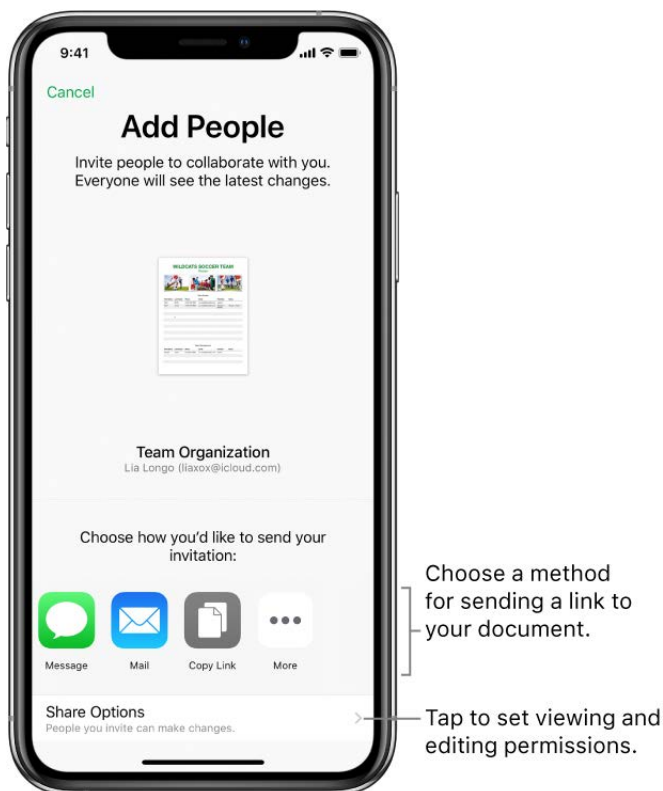 9:41
Cancel
Add People
Invite people to collaborate with you.
Everyone will see the latest changes.
WILDCATS SOCCER TEAM
Team Organization
Lia Longo (liaxox@icloud.com)
Choose how you’d like to send your
invitation:
Message Mail Copy Link More
Share Options
People you invite can make changes.
Choose a method
for sending a link to
your document.
Tap to set viewing and
editing permissions.